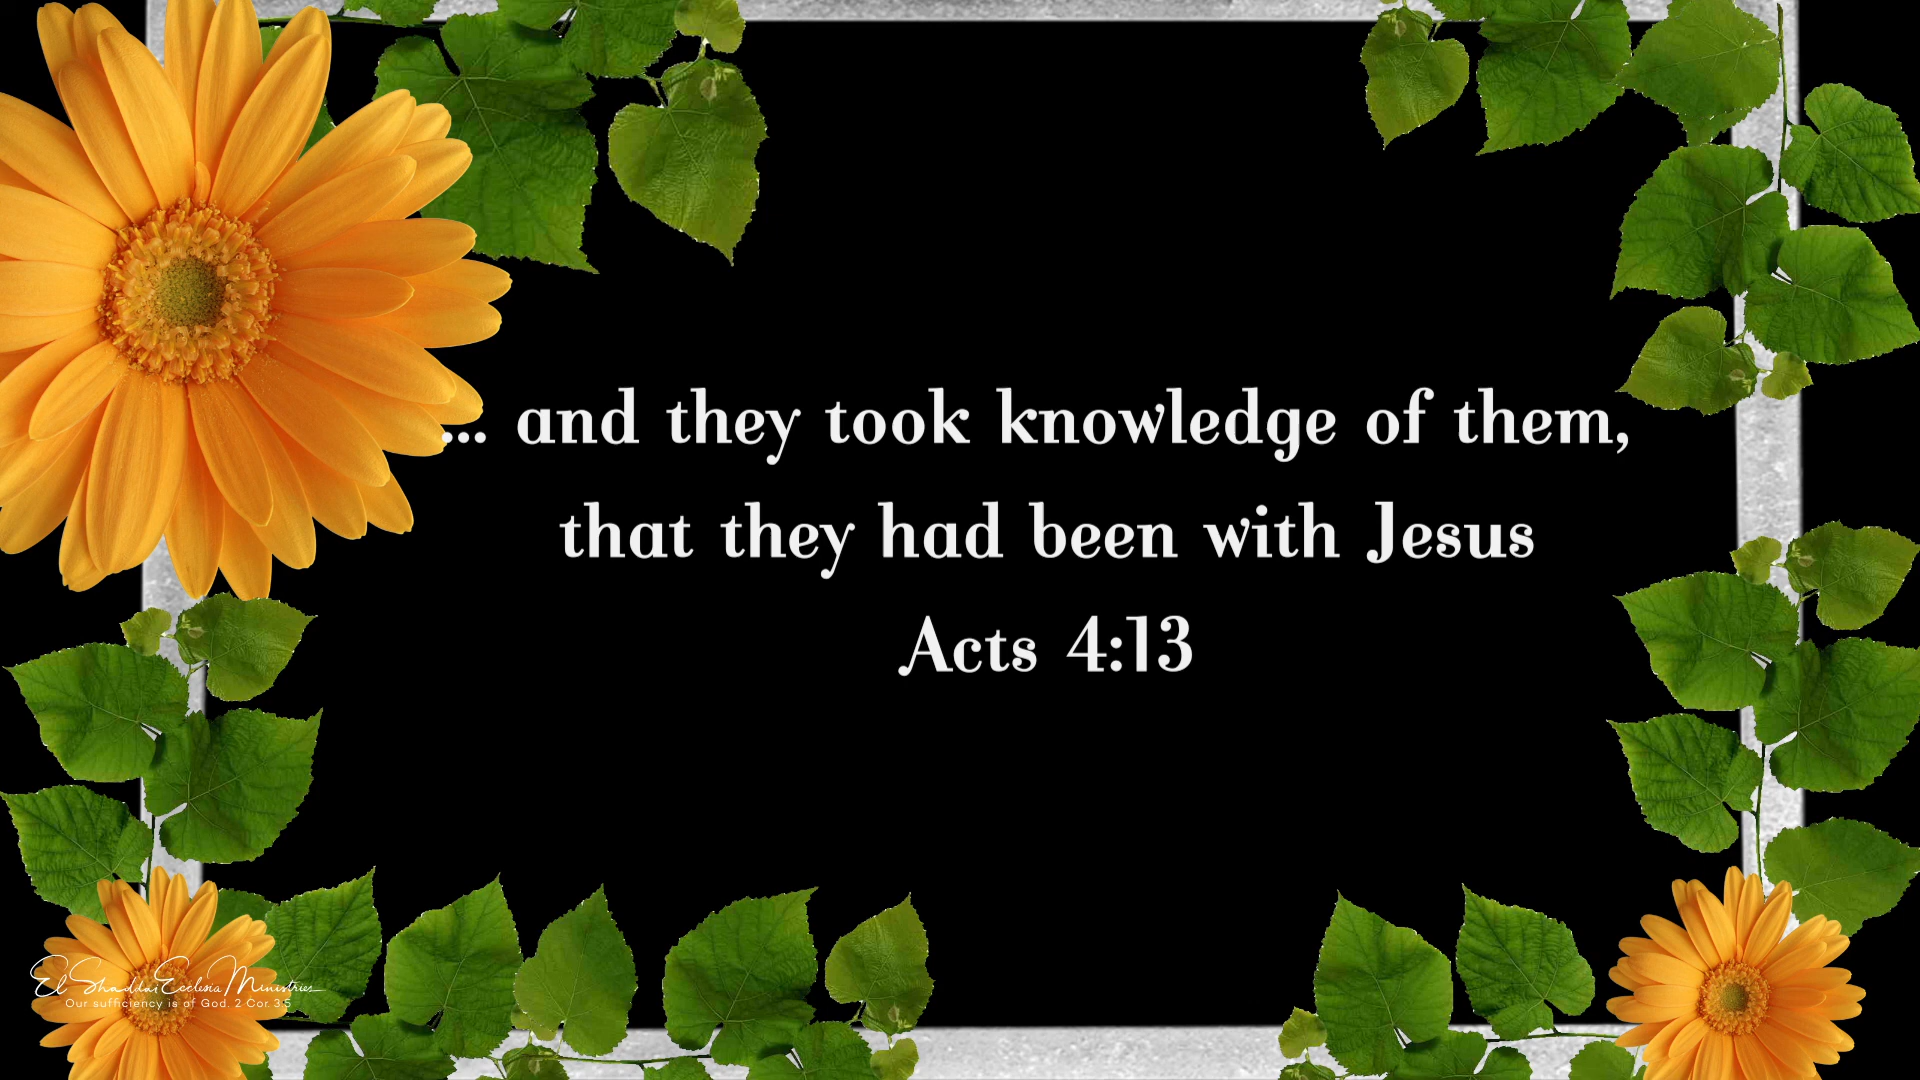 ... and they took knowledge of them,
that they had been with Jesus
Acts 4:13
El Shaddai Ecclesia Ministries
Our sufficiency is of God. 2 Cor. 3:5